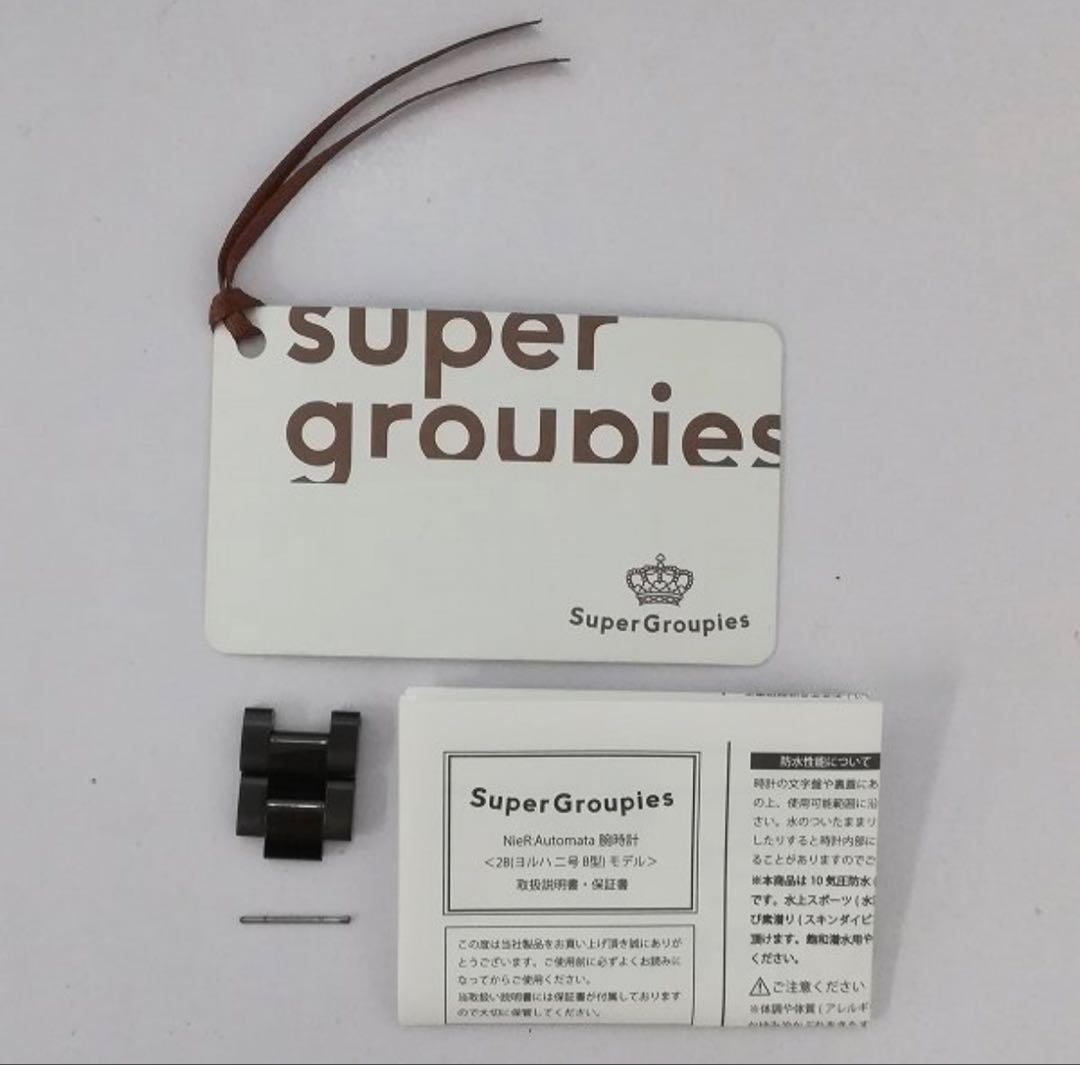 super
groupies
SuperGroupies
SuperGroupies
NieR:Automata 腕時計
＜2B(ヨルハ 二号 B型) モデル＞
取扱説明書・保証書
この度は当社製品をお買い上げ頂き誠にありが
とうございます。ご使用前に必ずよくお読みに
なってからご使用ください。
当取扱い説明書には保証書が付属しております
ので大切に保管してください。
防水性能について
時計の文字盤や裏蓋にあ
の上、使用可能範囲に沿
さい。水のついたままリ
したりすると時計内部に
ることがありますのでご
※本商品は 10 気圧防水 (
です。水上スポーツ ( 水
び素潜り ( スキンダイビ
頂けます。飽和潜水用や
ください。
⚠ご注意ください
※体調や体質 ( アレルギ